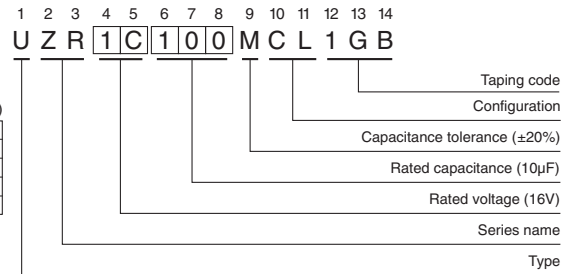 1 2 3 4 5 6 7 8 9 10 11 12 13 14
U Z R 1 C 1 0 0 M C L 1 G B
Taping code
Configuration
Capacitance tolerance (±20%)
Rated capacitance (10µF)
Rated voltage (16V)
Series name
Type
)